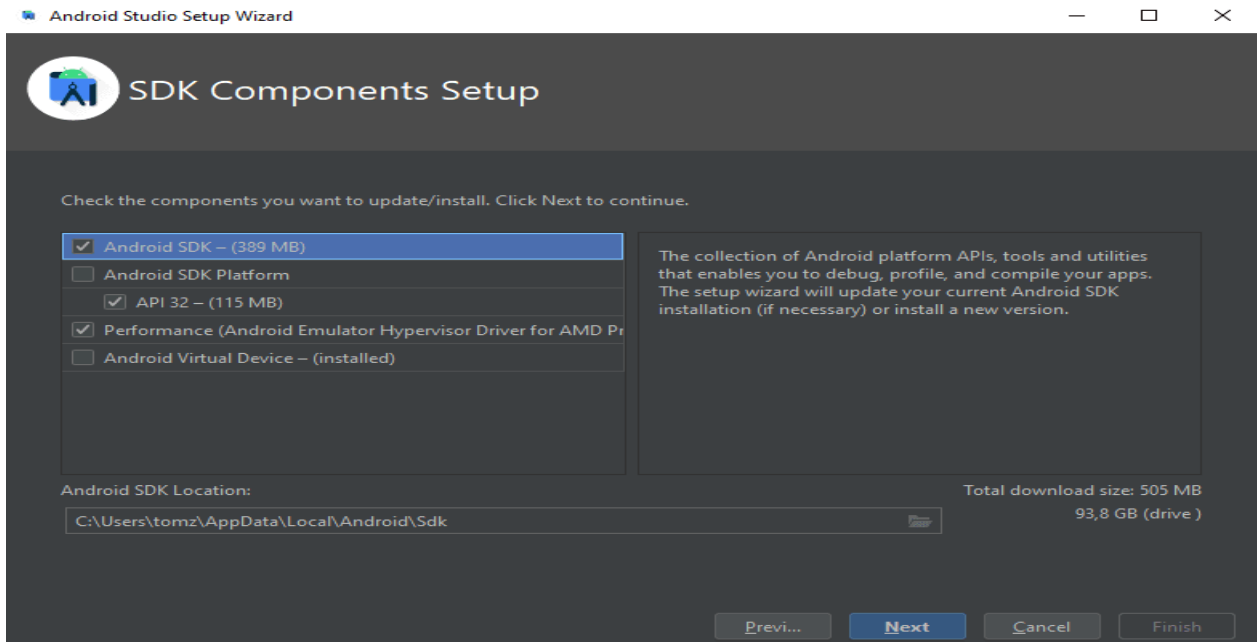 Android Studio Setup Wizard
SDK Components Setup
Check the components you want to update/install. Click Next to continue.
Android SDK – (389 MB)
Android SDK Platform
API 32 – (115 MB)
Performance (Android Emulator Hypervisor Driver for AMD Pr
Android Virtual Device – (installed)
The collection of Android platform APIs, tools and utilities
that enables you to debug, profile, and compile your apps.
The setup wizard will update your current Android SDK
installation (if necessary) or install a new version.
Android SDK Location:
Total download size: 505 MB
C:\Users\tomz\AppData\Local\Android\Sdk
93,8 GB (drive )
Previ... Next Cancel Finish